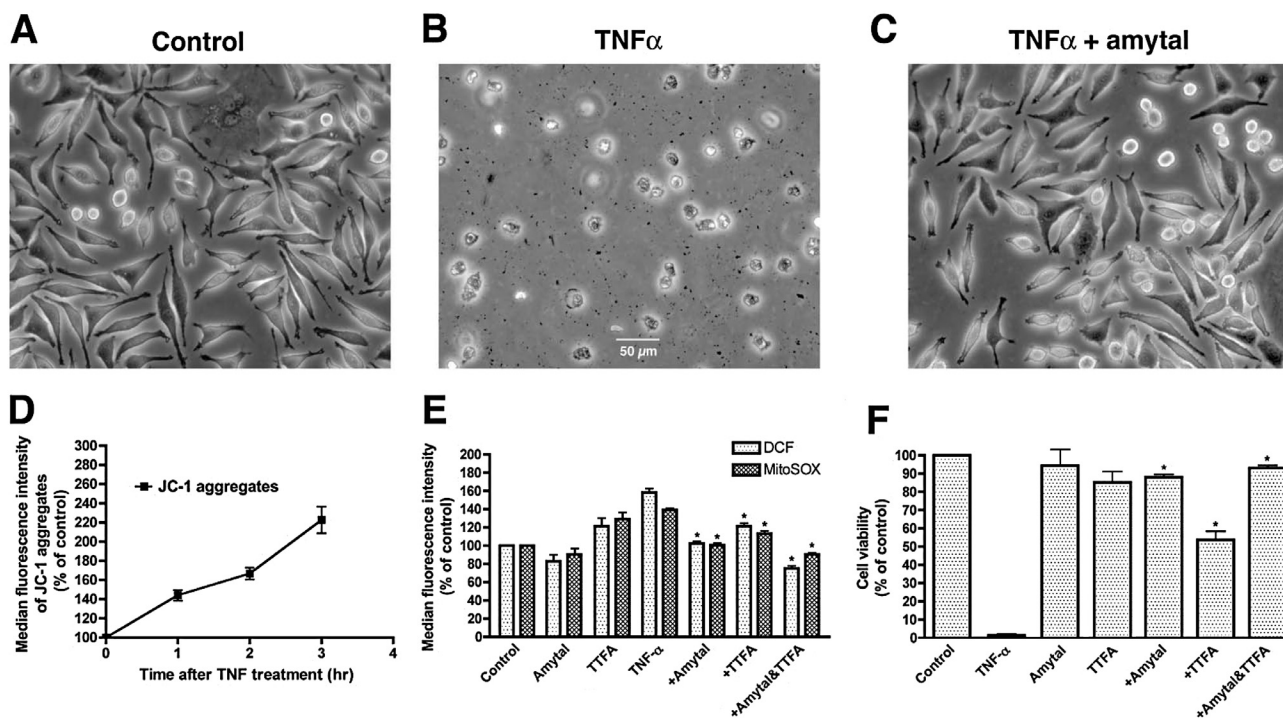 A
Control
B
TNFα
C
TNFα + amytal
50 µm
D
Median fluorescence intensity
of JC-1 aggregates
(% of control)
300
280
260
240
220
200
180
160
140
120
100
JC-1 aggregates
0
1
2
3
4
Time after TNF treatment (hr)
E
Median fluorescence intensity
(% of control)
200
180
160
140
120
100
80
60
40
20
0
DCF
MitoSOX
* * * * * *
Control
Amytal
TTFA
TNF-α
+Amytal
+TTFA
+Amytal&TTFA
F
Cell viability
(% of control)
100
90
80
70
60
50
40
30
20
10
0
* * *
Control
TNF-α
Amytal
TTFA
+Amytal
+TTFA
+Amytal&TTFA